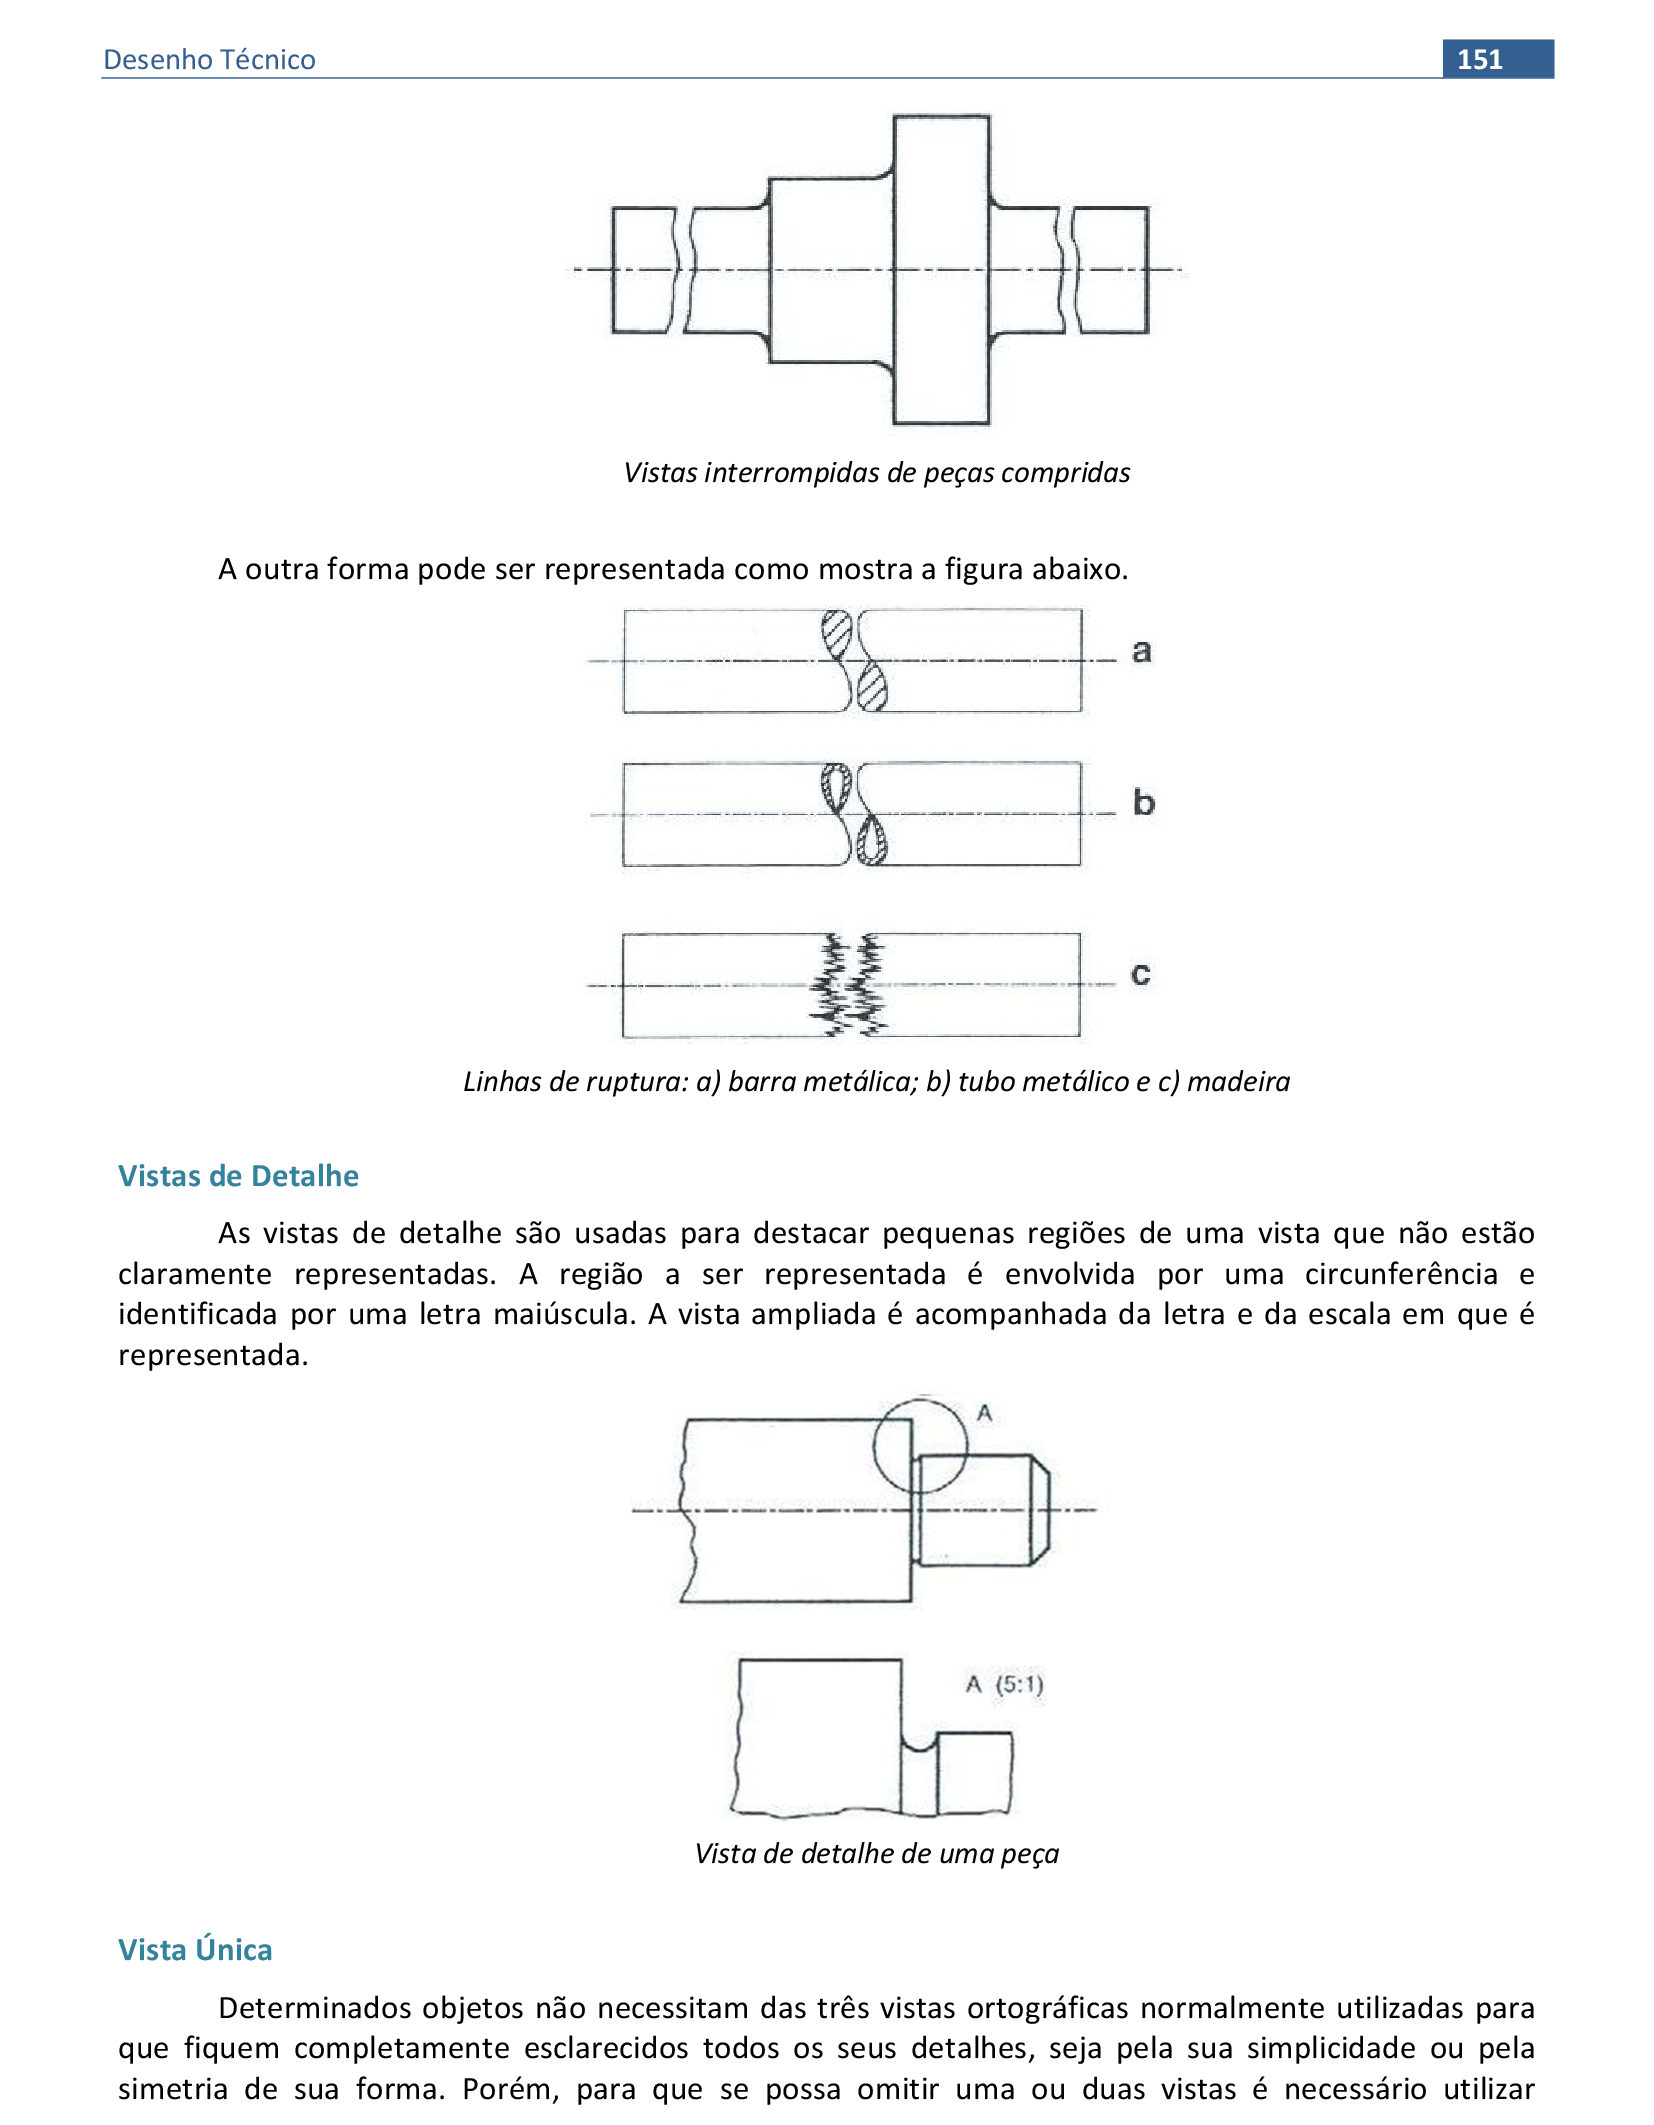 Desenho Técnico 151
Vistas interrompidas de peças compridas
A outra forma pode ser representada como mostra a figura abaixo.
a
b
c
Linhas de ruptura: a) barra metálica; b) tubo metálico e c) madeira
Vistas de Detalhe
As vistas de detalhe são usadas para destacar pequenas regiões de uma vista que não estão
claramente representadas. A região a ser representada é envolvida por uma circunferência e
identificada por uma letra maiúscula. A vista ampliada é acompanhada da letra e da escala em que é
representada.
A
A (5:1)
Vista de detalhe de uma peça
Vista Única
Determinados objetos não necessitam das três vistas ortográficas normalmente utilizadas para
que fiquem completamente esclarecidos todos os seus detalhes, seja pela sua simplicidade ou pela
simetria de sua forma. Porém, para que se possa omitir uma ou duas vistas é necessário utilizar